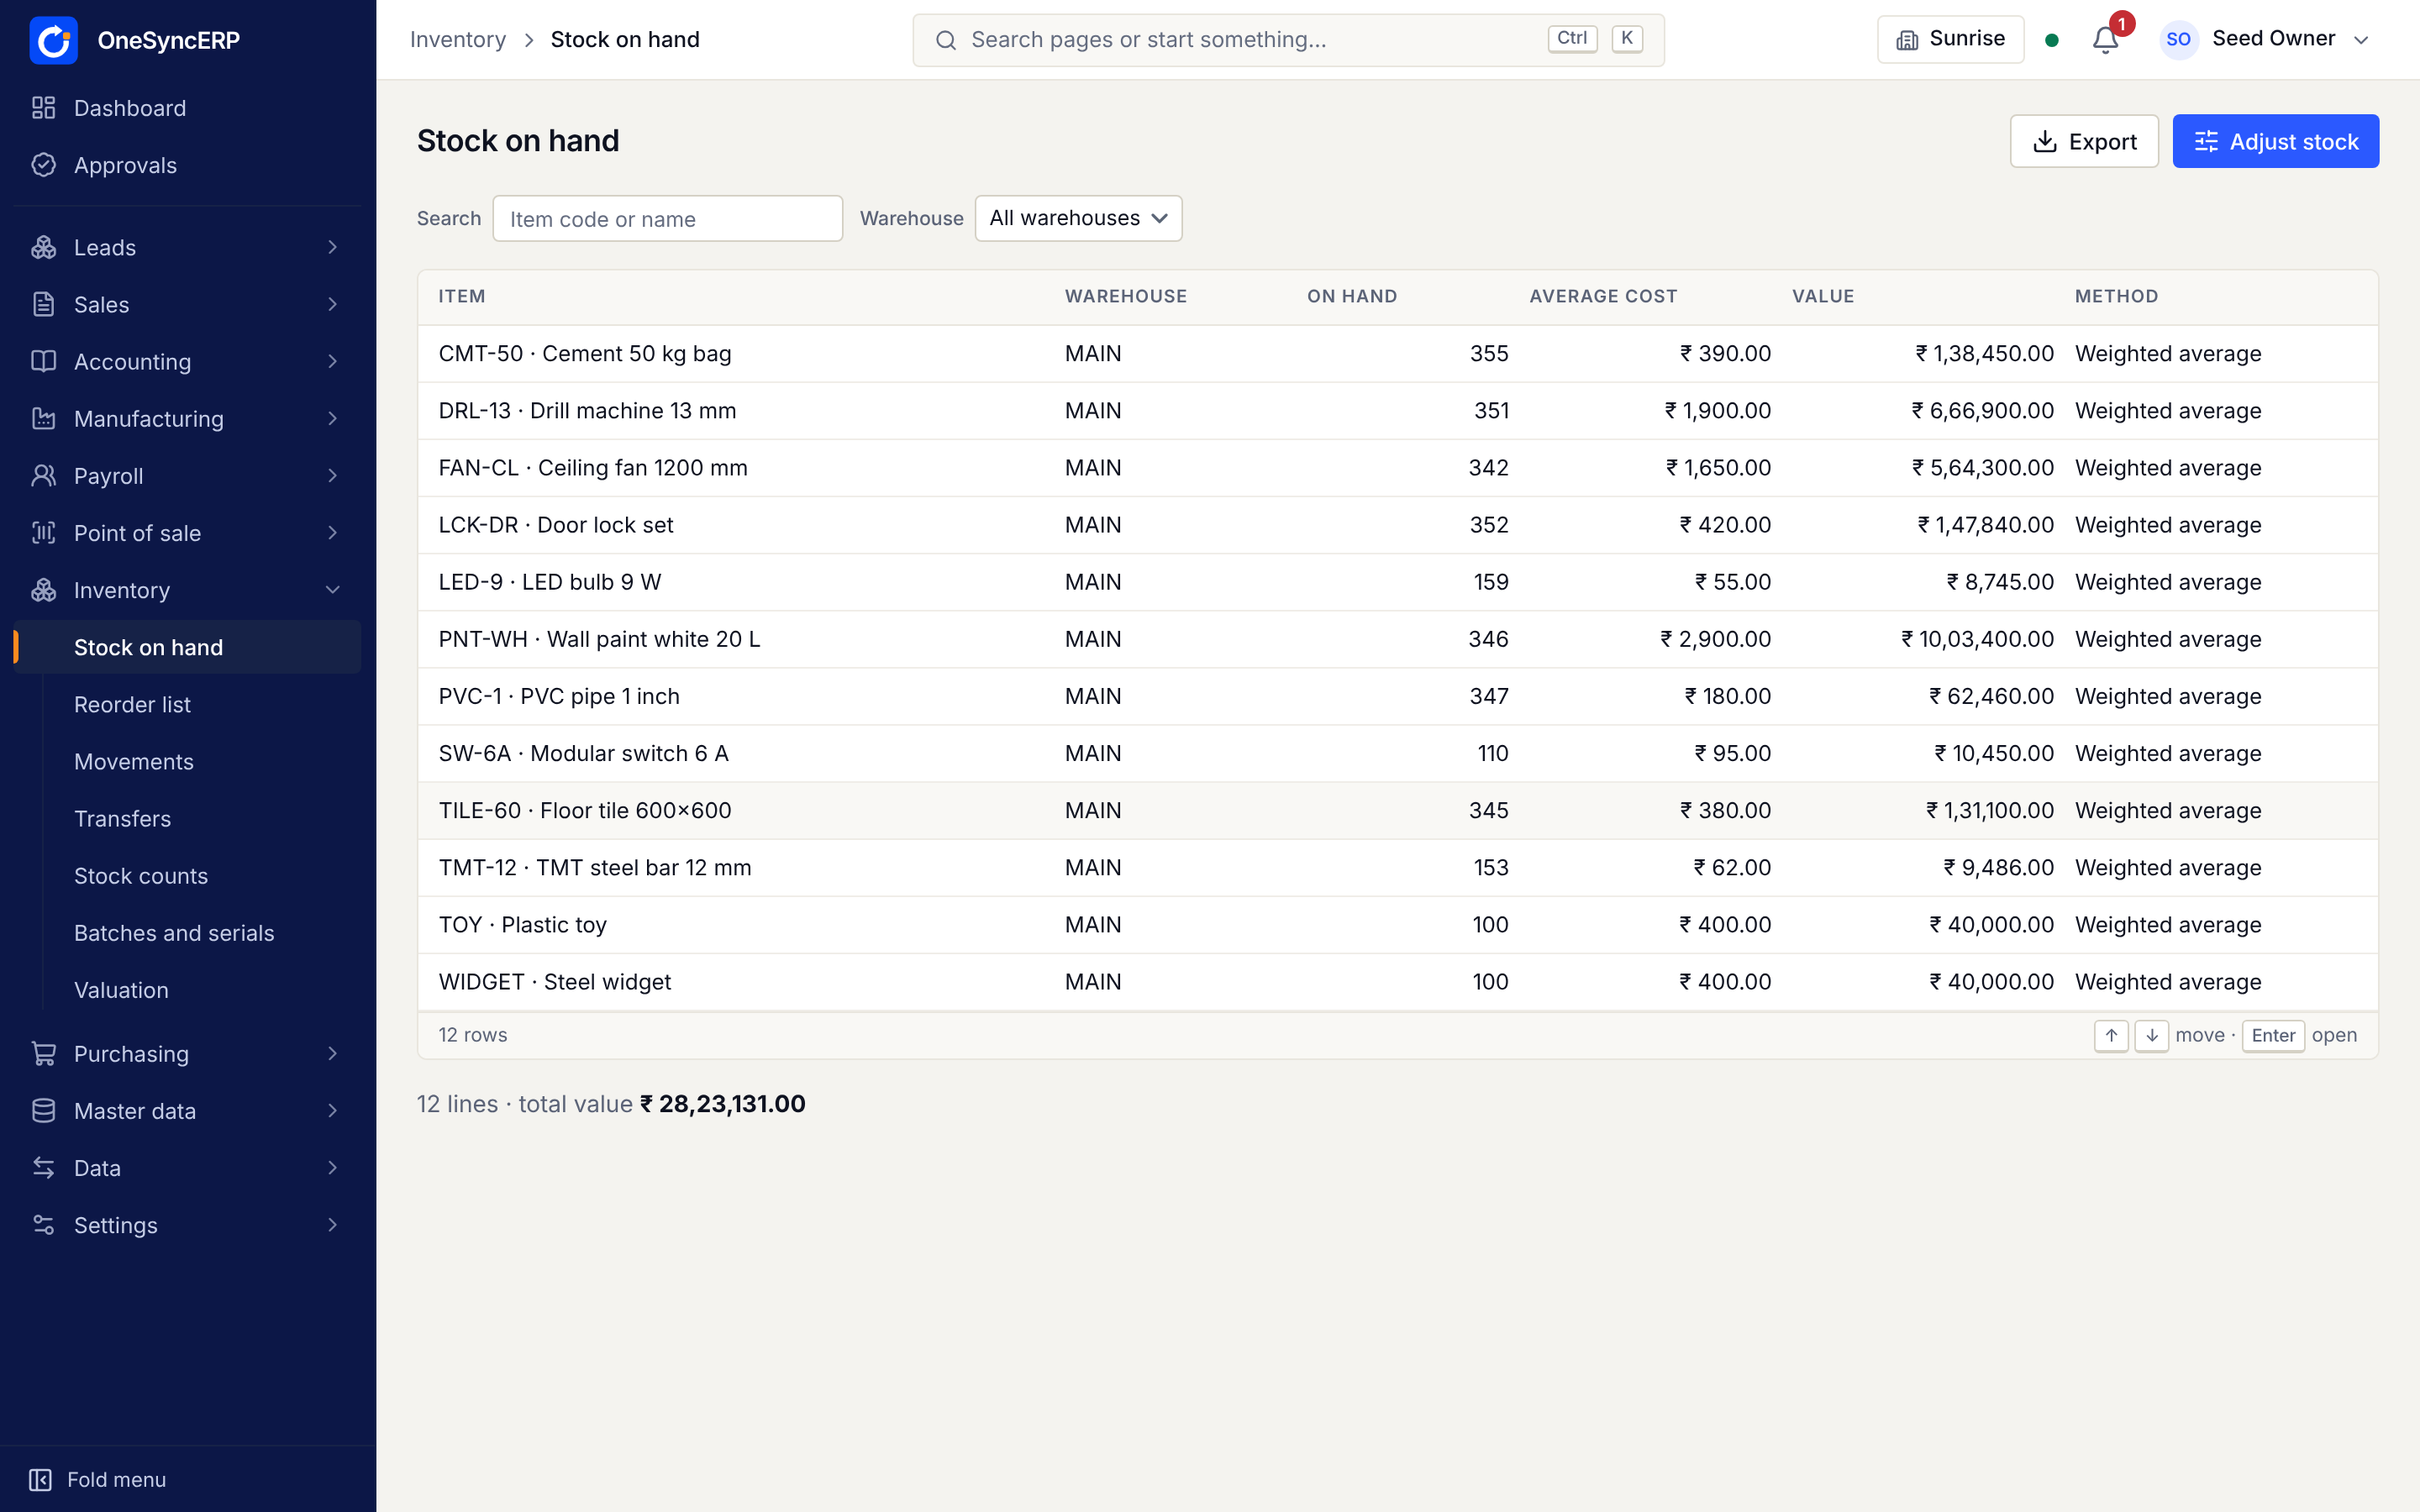 OneSyncERP
Dashboard
Approvals
Leads
Sales
Accounting
Manufacturing
Payroll
Point of sale
Inventory
Stock on hand
Reorder list
Movements
Transfers
Stock counts
Batches and serials
Valuation
Purchasing
Master data
Data
Settings
Fold menu
Inventory > Stock on hand
Search pages or start something... Ctrl K
Sunrise 1 SO Seed Owner
Stock on hand
Export Adjust stock
Search Item code or name Warehouse All warehouses
ITEM WAREHOUSE ON HAND AVERAGE COST VALUE METHOD
CMT-50 · Cement 50 kg bag MAIN 355 ₹ 390.00 ₹ 1,38,450.00 Weighted average
DRL-13 · Drill machine 13 mm MAIN 351 ₹ 1,900.00 ₹ 6,66,900.00 Weighted average
FAN-CL · Ceiling fan 1200 mm MAIN 342 ₹ 1,650.00 ₹ 5,64,300.00 Weighted average
LCK-DR · Door lock set MAIN 352 ₹ 420.00 ₹ 1,47,840.00 Weighted average
LED-9 · LED bulb 9 W MAIN 159 ₹ 55.00 ₹ 8,745.00 Weighted average
PNT-WH · Wall paint white 20 L MAIN 346 ₹ 2,900.00 ₹ 10,03,400.00 Weighted average
PVC-1 · PVC pipe 1 inch MAIN 347 ₹ 180.00 ₹ 62,460.00 Weighted average
SW-6A · Modular switch 6 A MAIN 110 ₹ 95.00 ₹ 10,450.00 Weighted average
TILE-60 · Floor tile 600×600 MAIN 345 ₹ 380.00 ₹ 1,31,100.00 Weighted average
TMT-12 · TMT steel bar 12 mm MAIN 153 ₹ 62.00 ₹ 9,486.00 Weighted average
TOY · Plastic toy MAIN 100 ₹ 400.00 ₹ 40,000.00 Weighted average
WIDGET · Steel widget MAIN 100 ₹ 400.00 ₹ 40,000.00 Weighted average
12 rows ↑ ↓ move · Enter open
12 lines · total value ₹ 28,23,131.00